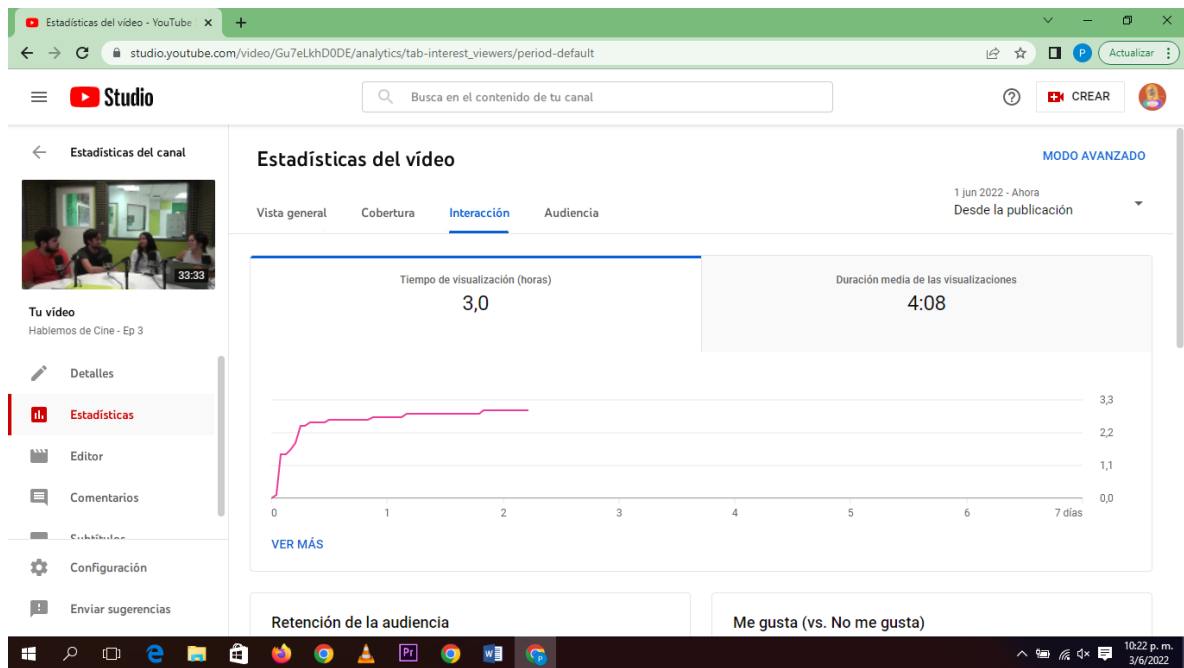 Estadísticas del vídeo - YouTube
studio.youtube.com/video/Gu7eLkhD0DE/analytics/tab-interest_viewers/period-default
P
Actualizar
Studio
Busca en el contenido de tu canal
CREAR
Estadísticas del canal
33:33
Tu vídeo
Hablemos de Cine - Ep 3
Detalles
Estadísticas
Editor
Comentarios
Subtítulos
Configuración
Enviar sugerencias
Estadísticas del vídeo
MODO AVANZADO
Vista general Cobertura Interacción Audiencia
1 jun 2022 - Ahora
Desde la publicación
Tiempo de visualización (horas)
3,0
Duración media de las visualizaciones
4:08
3,3
2,2
1,1
0,0
0 1 2 3 4 5 6 7 días
VER MÁS
Retención de la audiencia
Me gusta (vs. No me gusta)
Pr
10:22 p. m.
3/6/2022